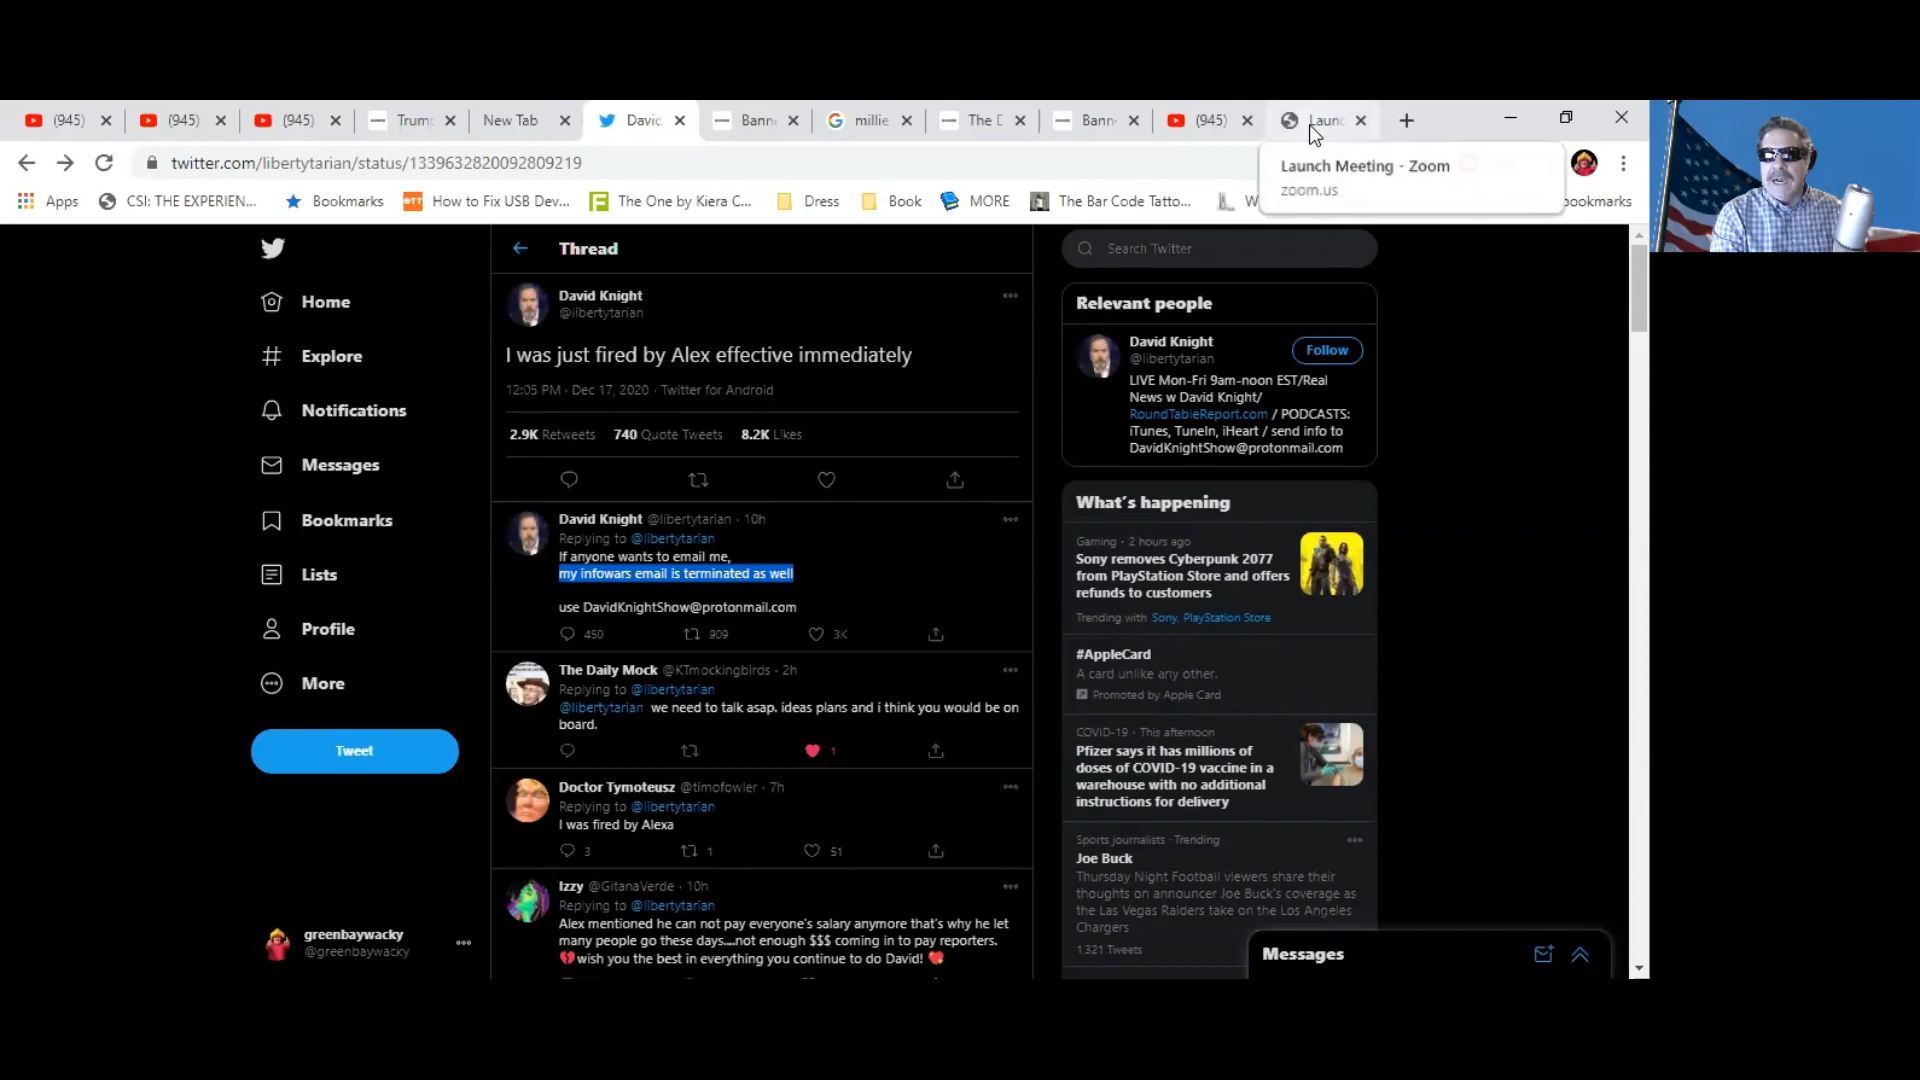 (945)
(945)
(945)
Trump
New Tab
Davic
Bann
millie
The D
Bann
(945)
Launc
twitter.com/libertytarian/status/1339632820092809219
Launch Meeting - Zoom
zoom.us
Apps
CSI: THE EXPERIEN...
Bookmarks
How to Fix USB Dev...
The One by Kiera C...
Dress
Book
MORE
The Bar Code Tatto...
W
bookmarks
Home
Explore
Notifications
Messages
Bookmarks
Lists
Profile
More
Tweet
greenbaywacky
@greenbaywacky
Thread
David Knight
@libertytarian
I was just fired by Alex effective immediately
12:05 PM · Dec 17, 2020 · Twitter for Android
2.9K Retweets 740 Quote Tweets 8.2K Likes
David Knight @libertytarian · 10h
Replying to @libertytarian
If anyone wants to email me,
my infowars email is terminated as well
use DavidKnightShow@protonmail.com
450 909 3K
The Daily Mock @KTmockingbirds · 2h
Replying to @libertytarian
@libertytarian we need to talk asap. ideas plans and i think you would be on
board.
1
Doctor Tymoteusz @timofowler · 7h
Replying to @libertytarian
I was fired by Alexa
3 1 51
Izzy @GitanaVerde · 10h
Replying to @libertytarian
Alex mentioned he can not pay everyone's salary anymore that's why he let
many people go these days....not enough $$$ coming in to pay reporters.
💔wish you the best in everything you continue to do David! 💖
Search Twitter
Relevant people
David Knight
@libertytarian
Follow
LIVE Mon-Fri 9am-noon EST/Real
News w David Knight/
RoundTableReport.com / PODCASTS:
iTunes, TuneIn, iHeart / send info to
DavidKnightShow@protonmail.com
What's happening
Gaming · 2 hours ago
Sony removes Cyberpunk 2077
from PlayStation Store and offers
refunds to customers
Trending with Sony, PlayStation Store
#AppleCard
A card unlike any other.
Promoted by Apple Card
COVID-19 · This afternoon
Pfizer says it has millions of
doses of COVID-19 vaccine in a
warehouse with no additional
instructions for delivery
Sports journalists · Trending
Joe Buck
Thursday Night Football viewers share their
thoughts on announcer Joe Buck's coverage as
the Las Vegas Raiders take on the Los Angeles
Chargers
1,321 Tweets
Messages